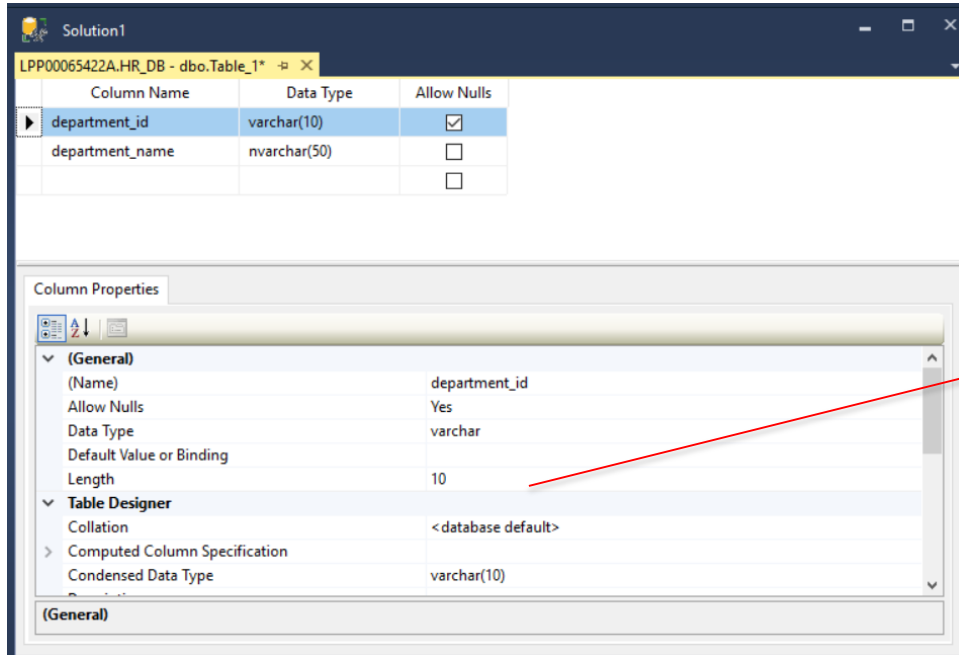 Solution1
LPP00065422A.HR_DB - dbo.Table_1*
Column Name Data Type Allow Nulls
department_id varchar(10)
department_name nvarchar(50)
Column Properties
(General)
(Name) department_id
Allow Nulls Yes
Data Type varchar
Default Value or Binding
Length 10
Table Designer
Collation <database default>
Computed Column Specification
Condensed Data Type varchar(10)
(General)